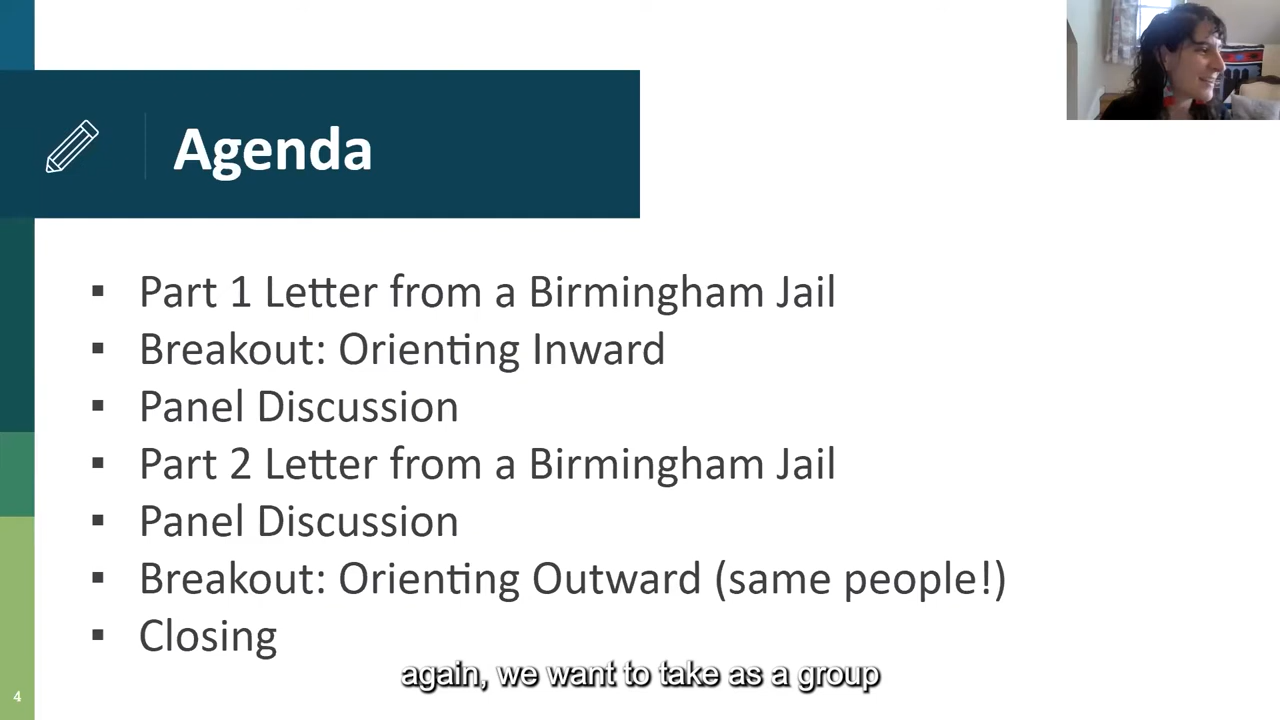 Agenda
▪ Part 1 Letter from a Birmingham Jail
▪ Breakout: Orienting Inward
▪ Panel Discussion
▪ Part 2 Letter from a Birmingham Jail
▪ Panel Discussion
▪ Breakout: Orienting Outward (same people!)
▪ Closing
again, we want to take as a group
4